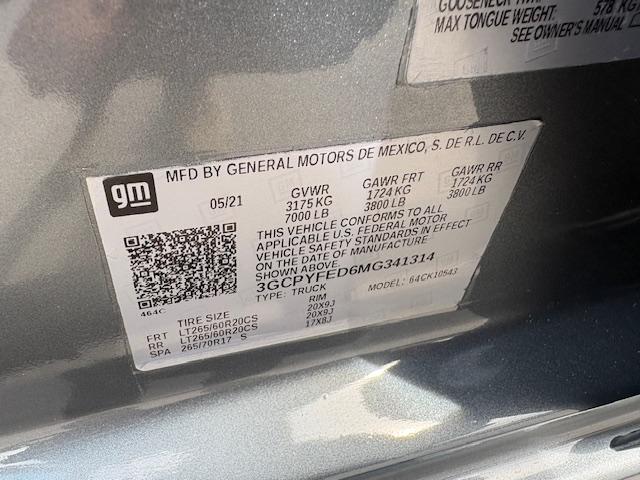 GOOSENECK
MAX TONGUE WEIGHT: 578 KG
SEE OWNER'S MANUAL
gm
MFD BY GENERAL MOTORS DE MEXICO, S. DE R.L. DE C.V.
05/21 GVWR GAWR FRT GAWR RR
3175 KG 1724 KG 1724 KG
7000 LB 3800 LB 3800 LB
THIS VEHICLE CONFORMS TO ALL
APPLICABLE U.S. FEDERAL MOTOR
VEHICLE SAFETY STANDARDS IN EFFECT
ON THE DATE OF MANUFACTURE
SHOWN ABOVE.
3GCPYFED6MG341314
TYPE: TRUCK MODEL: 64CK10543
464C
TIRE SIZE RIM
FRT LT265/60R20CS 20X9J
RR LT265/60R20CS 20X9J
SPA 265/70R17 S 17X8J